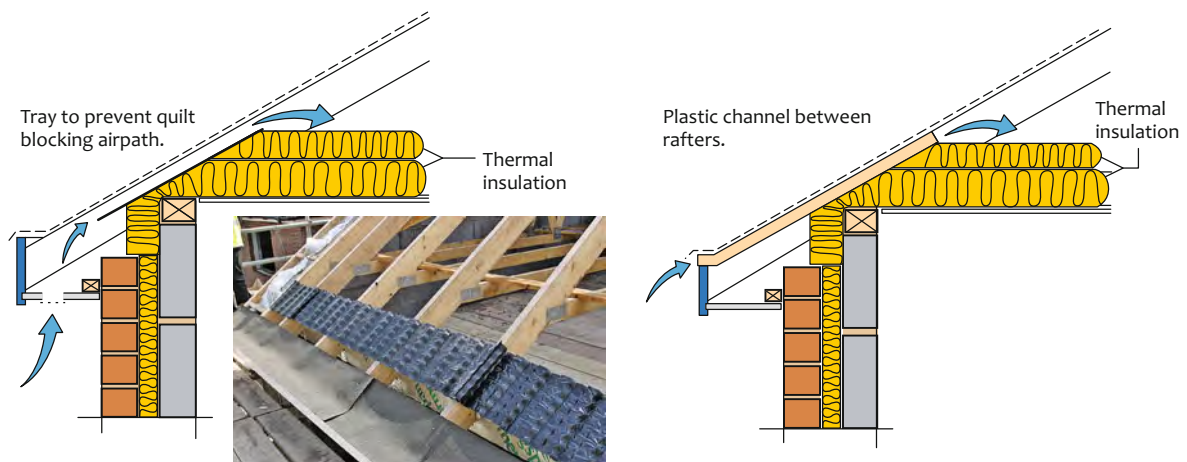 Tray to prevent quilt
blocking airpath.
Thermal
insulation
Plastic channel between
rafters.
Thermal
insulation